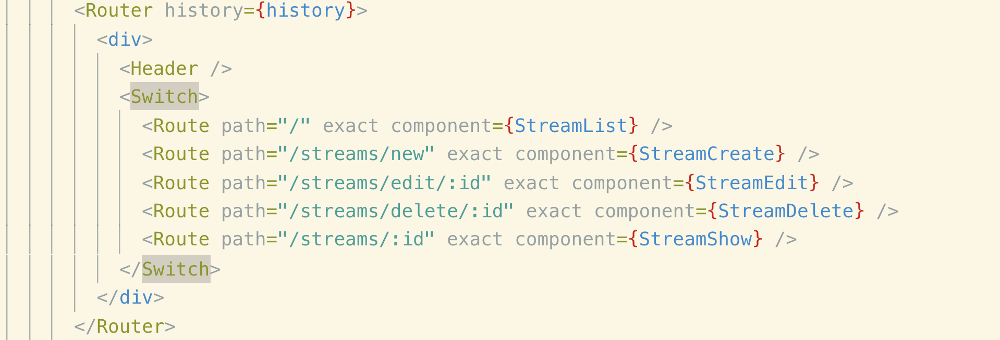 <Router history={history}>
<div>
<Header />
<Switch>
<Route path="/" exact component={StreamList} />
<Route path="/streams/new" exact component={StreamCreate} />
<Route path="/streams/edit/:id" exact component={StreamEdit} />
<Route path="/streams/delete/:id" exact component={StreamDelete} />
<Route path="/streams/:id" exact component={StreamShow} />
</Switch>
</div>
</Router>